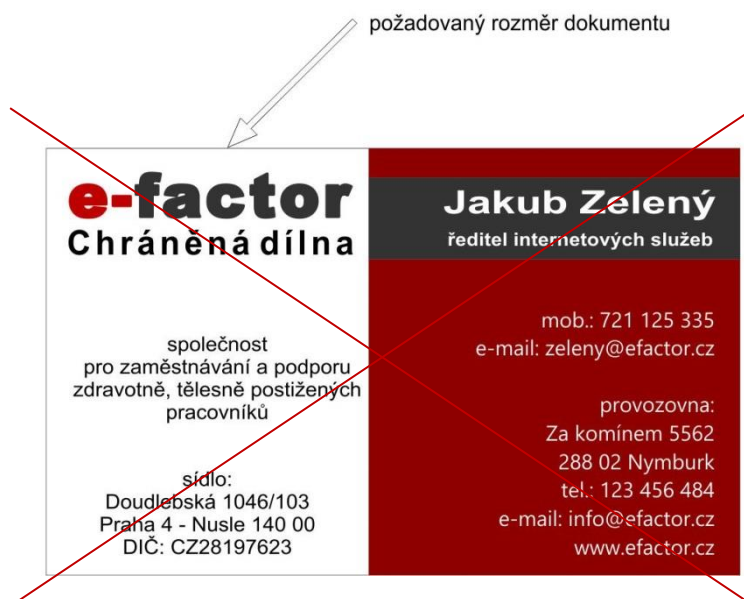 požadovaný rozměr dokumentu
e-factor
Chráněná dílna
společnost
pro zaměstnávání a podporu
zdravotně, tělesně postižených
pracovníků
sídlo:
Doudlebská 1046/103
Praha 4 - Nusle 140 00
DIČ: CZ28197623
Jakub Zelený
ředitel internetových služeb
mob.: 721 125 335
e-mail: zeleny@efactor.cz
provozovna:
Za komínem 5562
288 02 Nymburk
tel.: 123 456 484
e-mail: info@efactor.cz
www.efactor.cz